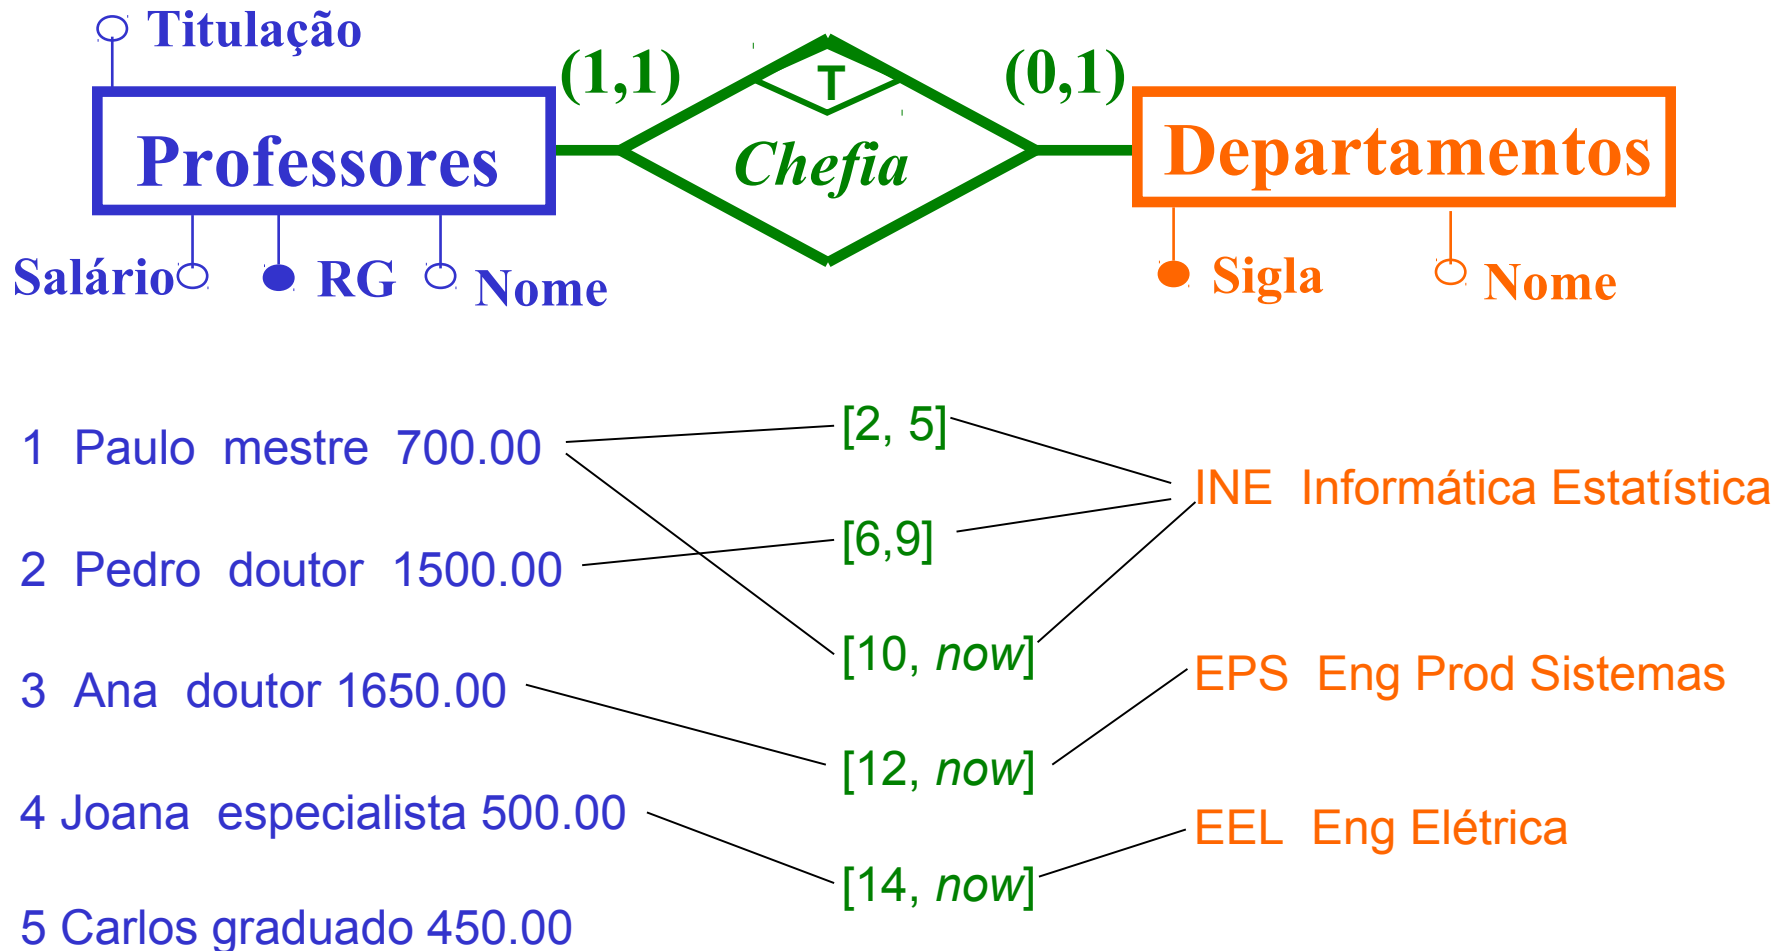 Titulação
(1,1)
T
(0,1)
Professores
Chefia
Departamentos
Salário
RG
Nome
Sigla
Nome
1 Paulo mestre 700.00
[2, 5]
INE Informática Estatística
2 Pedro doutor 1500.00
[6,9]
3 Ana doutor 1650.00
[10, now]
EPS Eng Prod Sistemas
4 Joana especialista 500.00
[12, now]
EEL Eng Elétrica
5 Carlos graduado 450.00
[14, now]